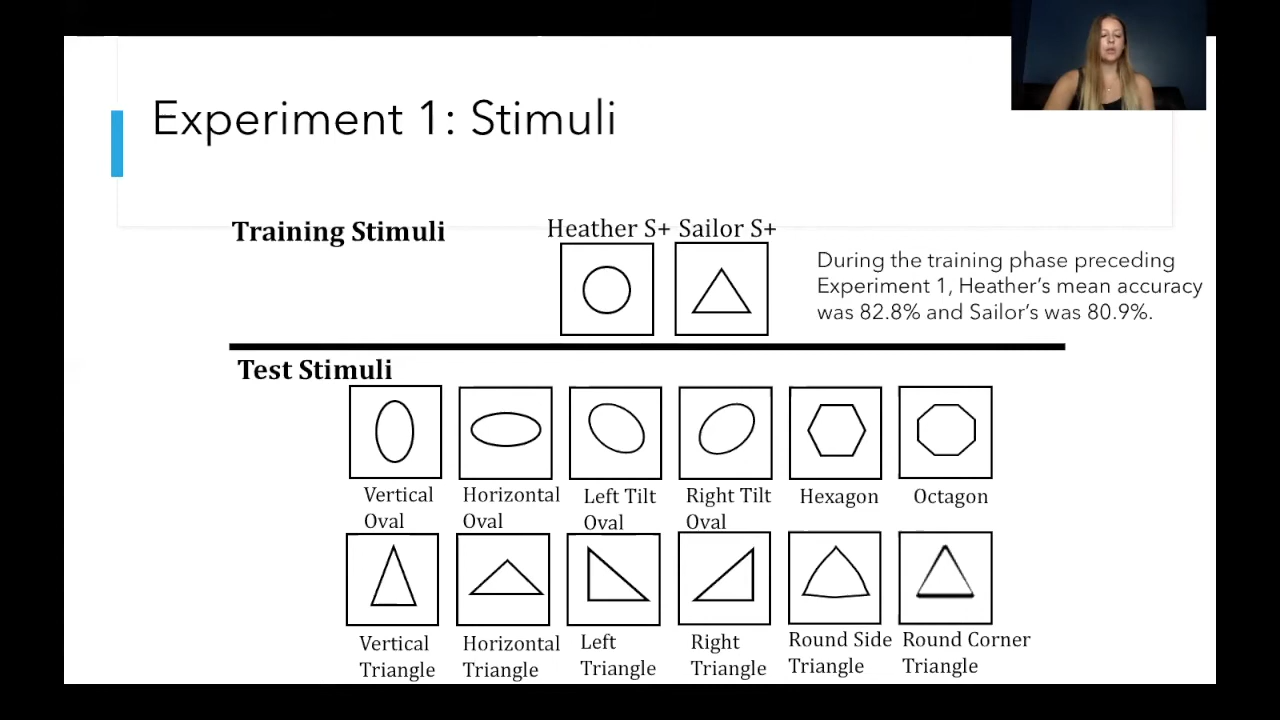 Experiment 1: Stimuli
Training Stimuli
Heather S+ Sailor S+
During the training phase preceding
Experiment 1, Heather's mean accuracy
was 82.8% and Sailor's was 80.9%.
Test Stimuli
Vertical
Oval
Horizontal
Oval
Left Tilt
Oval
Right Tilt
Oval
Hexagon
Octagon
Vertical
Triangle
Horizontal
Triangle
Left
Triangle
Right
Triangle
Round Side
Triangle
Round Corner
Triangle